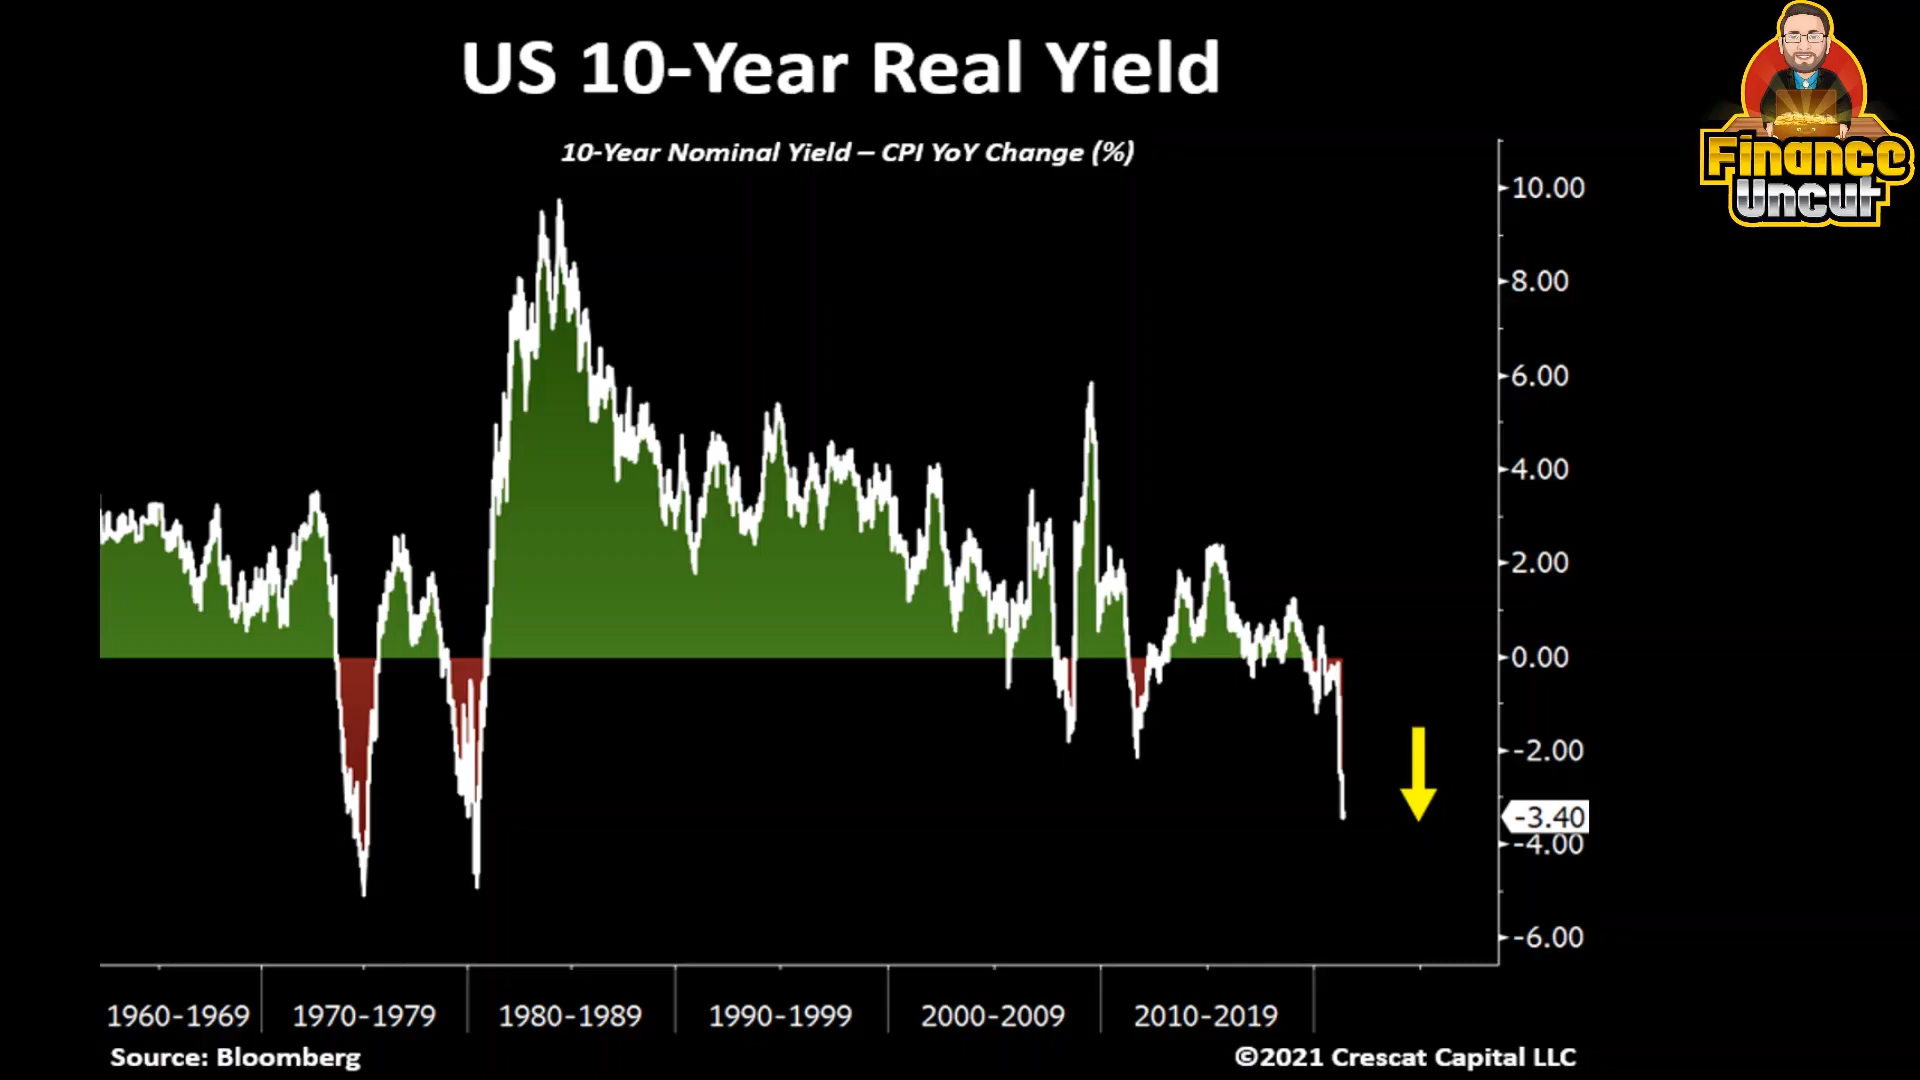 US 10-Year Real Yield
Finance
Uncut
10-Year Nominal Yield – CPI YoY Change (%)
10.00
8.00
6.00
4.00
2.00
0.00
-2.00
-3.40
-4.00
-6.00
1960-1969 1970-1979 1980-1989 1990-1999 2000-2009 2010-2019
Source: Bloomberg ©2021 Crescat Capital LLC